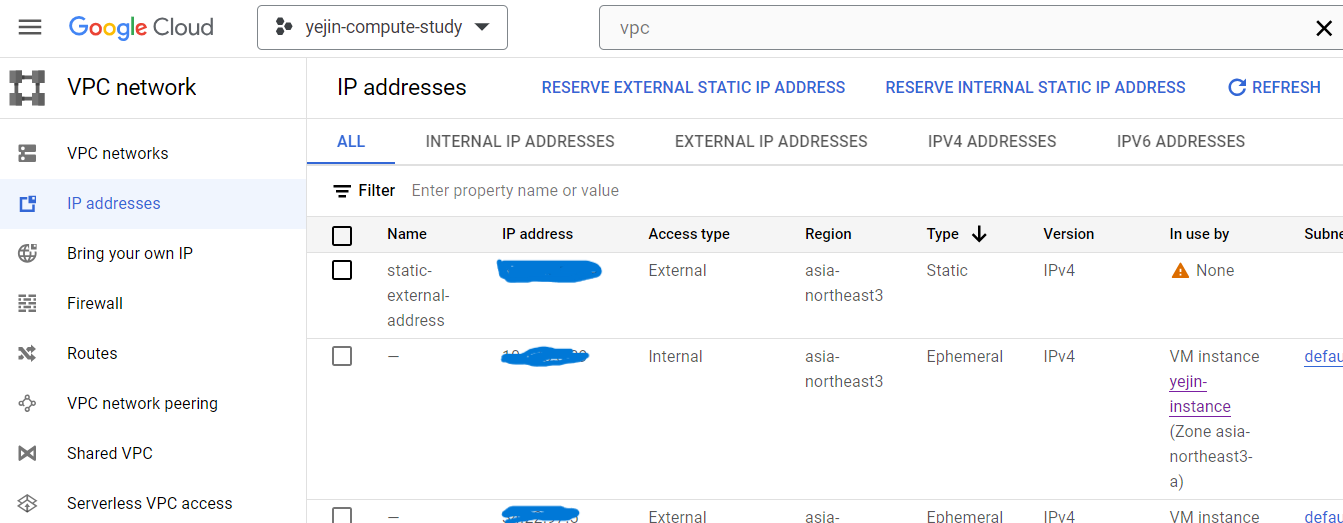 Google Cloud
yejin-compute-study
vpc
VPC network
IP addresses
RESERVE EXTERNAL STATIC IP ADDRESS
RESERVE INTERNAL STATIC IP ADDRESS
REFRESH
VPC networks
IP addresses
Bring your own IP
Firewall
Routes
VPC network peering
Shared VPC
Serverless VPC access
ALL
INTERNAL IP ADDRESSES
EXTERNAL IP ADDRESSES
IPV4 ADDRESSES
IPV6 ADDRESSES
Filter
Enter property name or value
Name
IP address
Access type
Region
Type
Version
In use by
Subne
static-
external-
address
External
asia-
northeast3
Static
IPv4
None
—
Internal
asia-
northeast3
Ephemeral
IPv4
VM instance
yejin-
instance
(Zone asia-
northeast3-
a)
defau
—
External
asia-
Ephemeral
IPv4
VM instance
defau